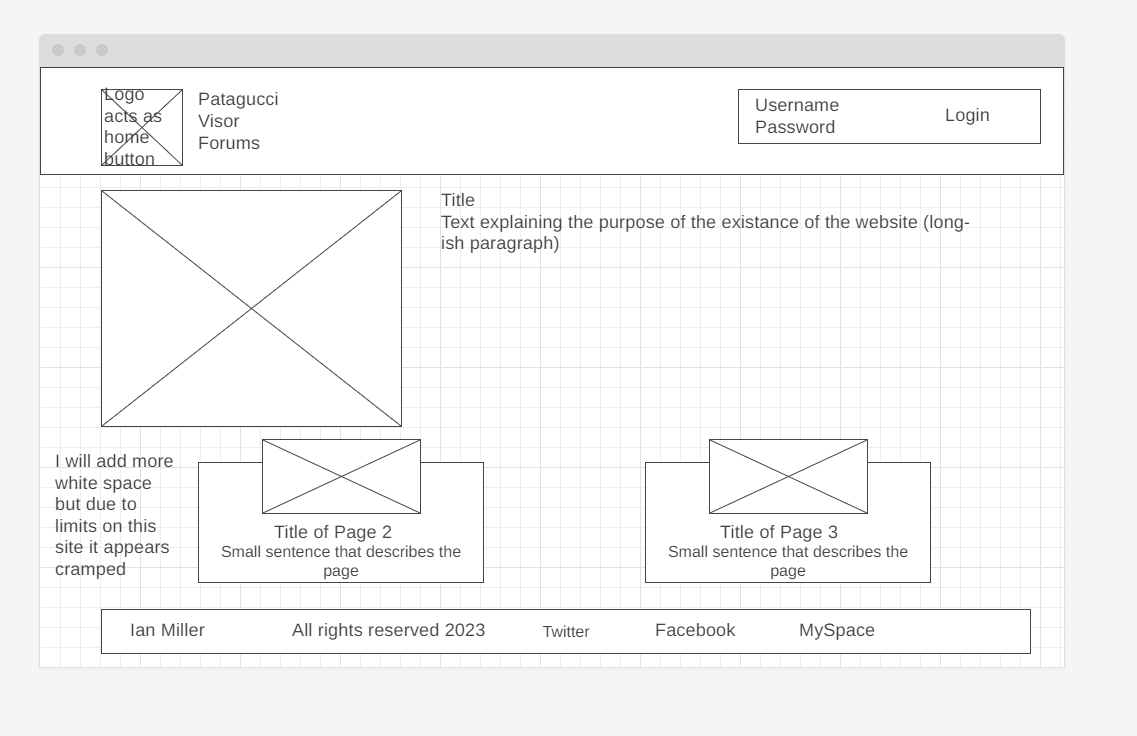 Logo
acts as
home
button
Patagucci
Visor
Forums
Username
Password
Login
Title
Text explaining the purpose of the existance of the website (long-
ish paragraph)
I will add more
white space
but due to
limits on this
site it appears
cramped
Title of Page 2
Small sentence that describes the
page
Title of Page 3
Small sentence that describes the
page
Ian Miller
All rights reserved 2023
Twitter
Facebook
MySpace